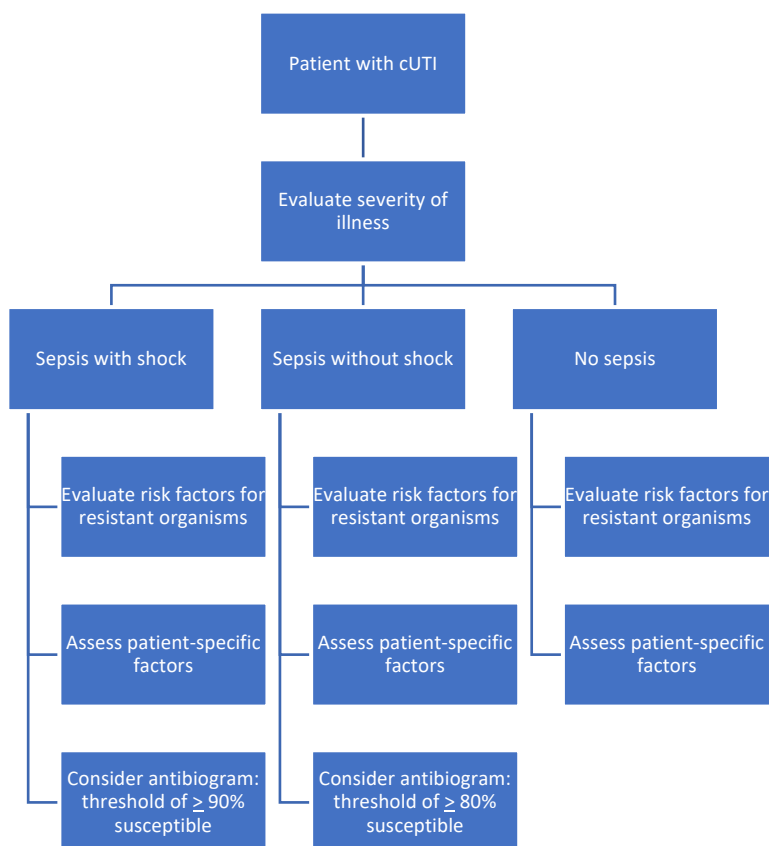 Patient with cUTI
Evaluate severity of
illness
Sepsis with shock
Sepsis without shock
No sepsis
Evaluate risk factors for
resistant organisms
Evaluate risk factors for
resistant organisms
Evaluate risk factors for
resistant organisms
Assess patient-specific
factors
Assess patient-specific
factors
Assess patient-specific
factors
Consider antibiogram:
threshold of ≥ 90%
susceptible
Consider antibiogram:
threshold of ≥ 80%
susceptible